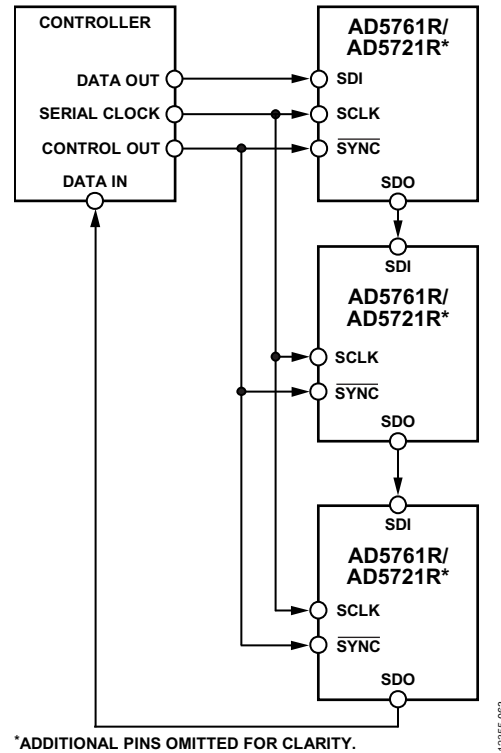 CONTROLLER
DATA OUT
SERIAL CLOCK
CONTROL OUT
DATA IN
AD5761R/
AD5721R*
SDI
SCLK
SYNC
SDO
SDI
AD5761R/
AD5721R*
SCLK
SYNC
SDO
SDI
AD5761R/
AD5721R*
SCLK
SYNC
SDO
*ADDITIONAL PINS OMITTED FOR CLARITY.